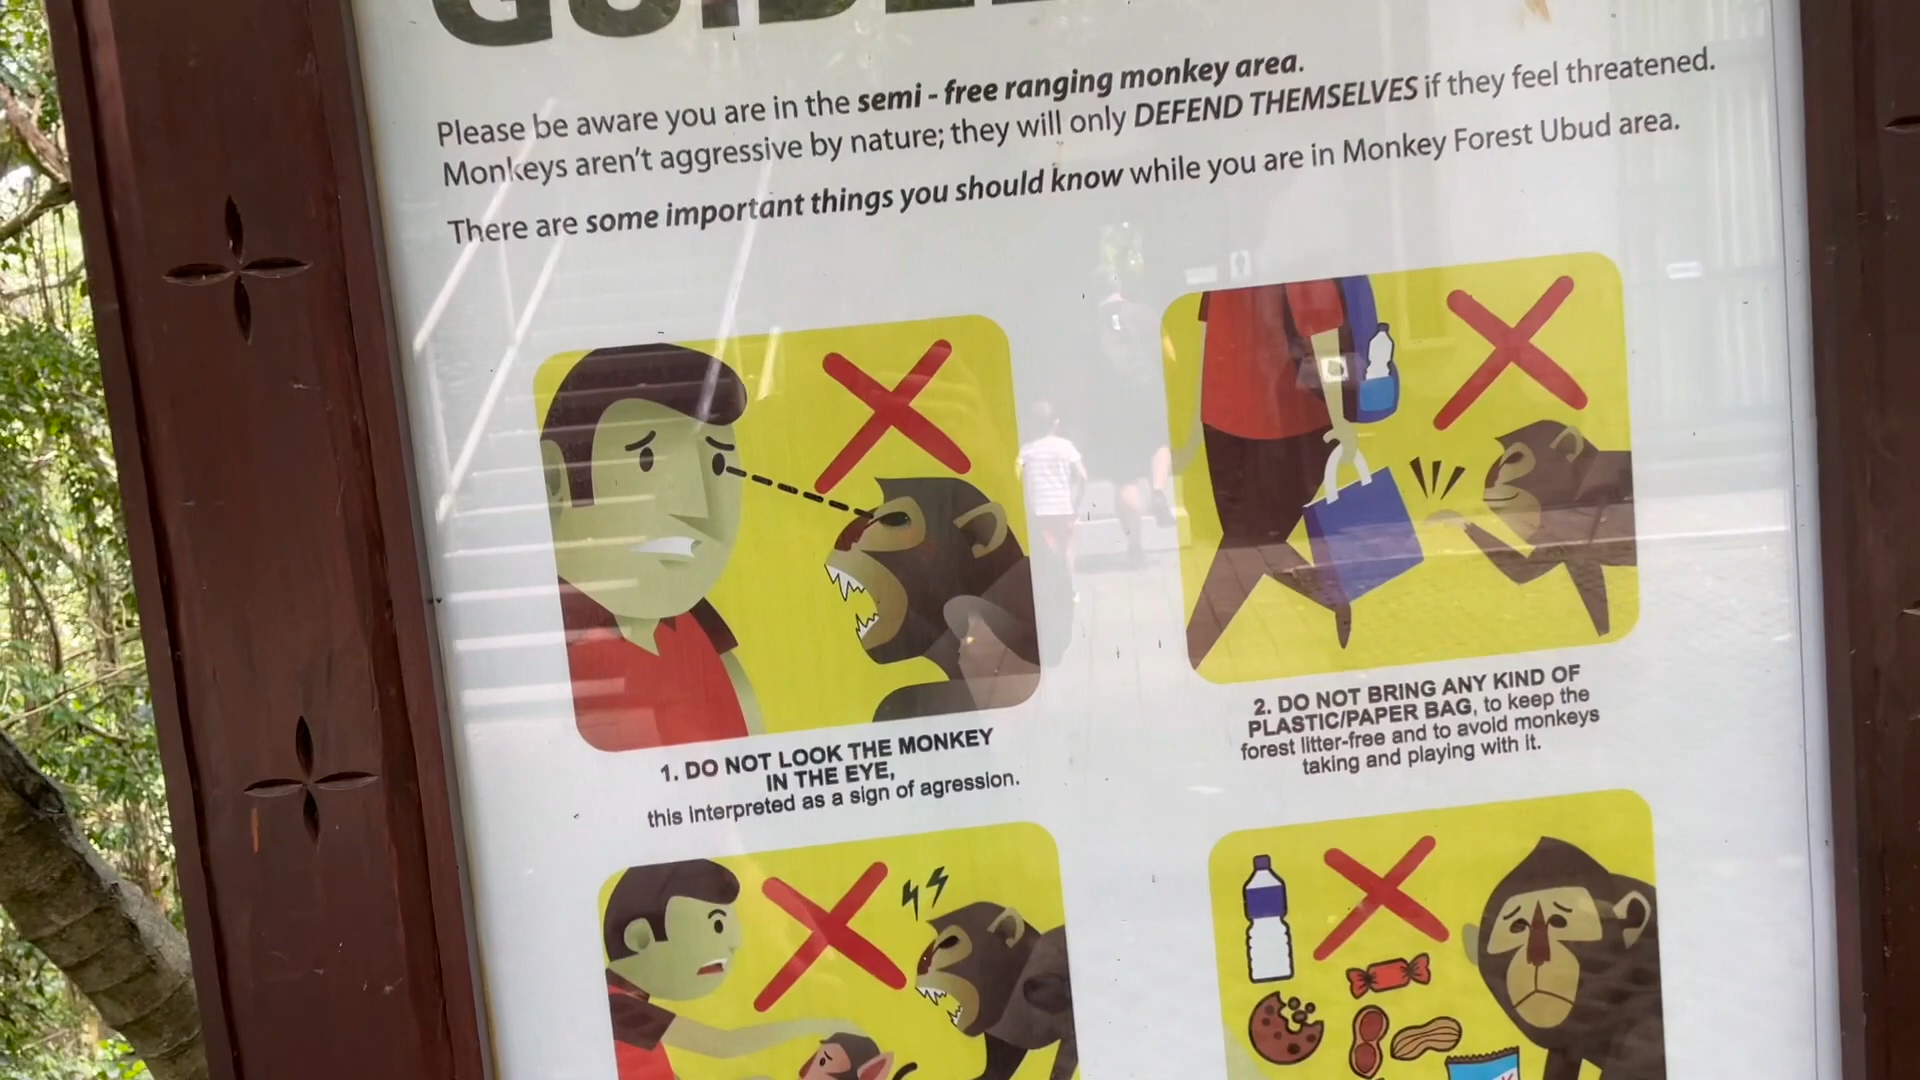 Please be aware you are in the semi - free ranging monkey area.
Monkeys aren't aggressive by nature; they will only DEFEND THEMSELVES if they feel threatened.
There are some important things you should know while you are in Monkey Forest Ubud area.
1. DO NOT LOOK THE MONKEY
IN THE EYE,
this interpreted as a sign of agression.
2. DO NOT BRING ANY KIND OF
PLASTIC/PAPER BAG, to keep the
forest litter-free and to avoid monkeys
taking and playing with it.